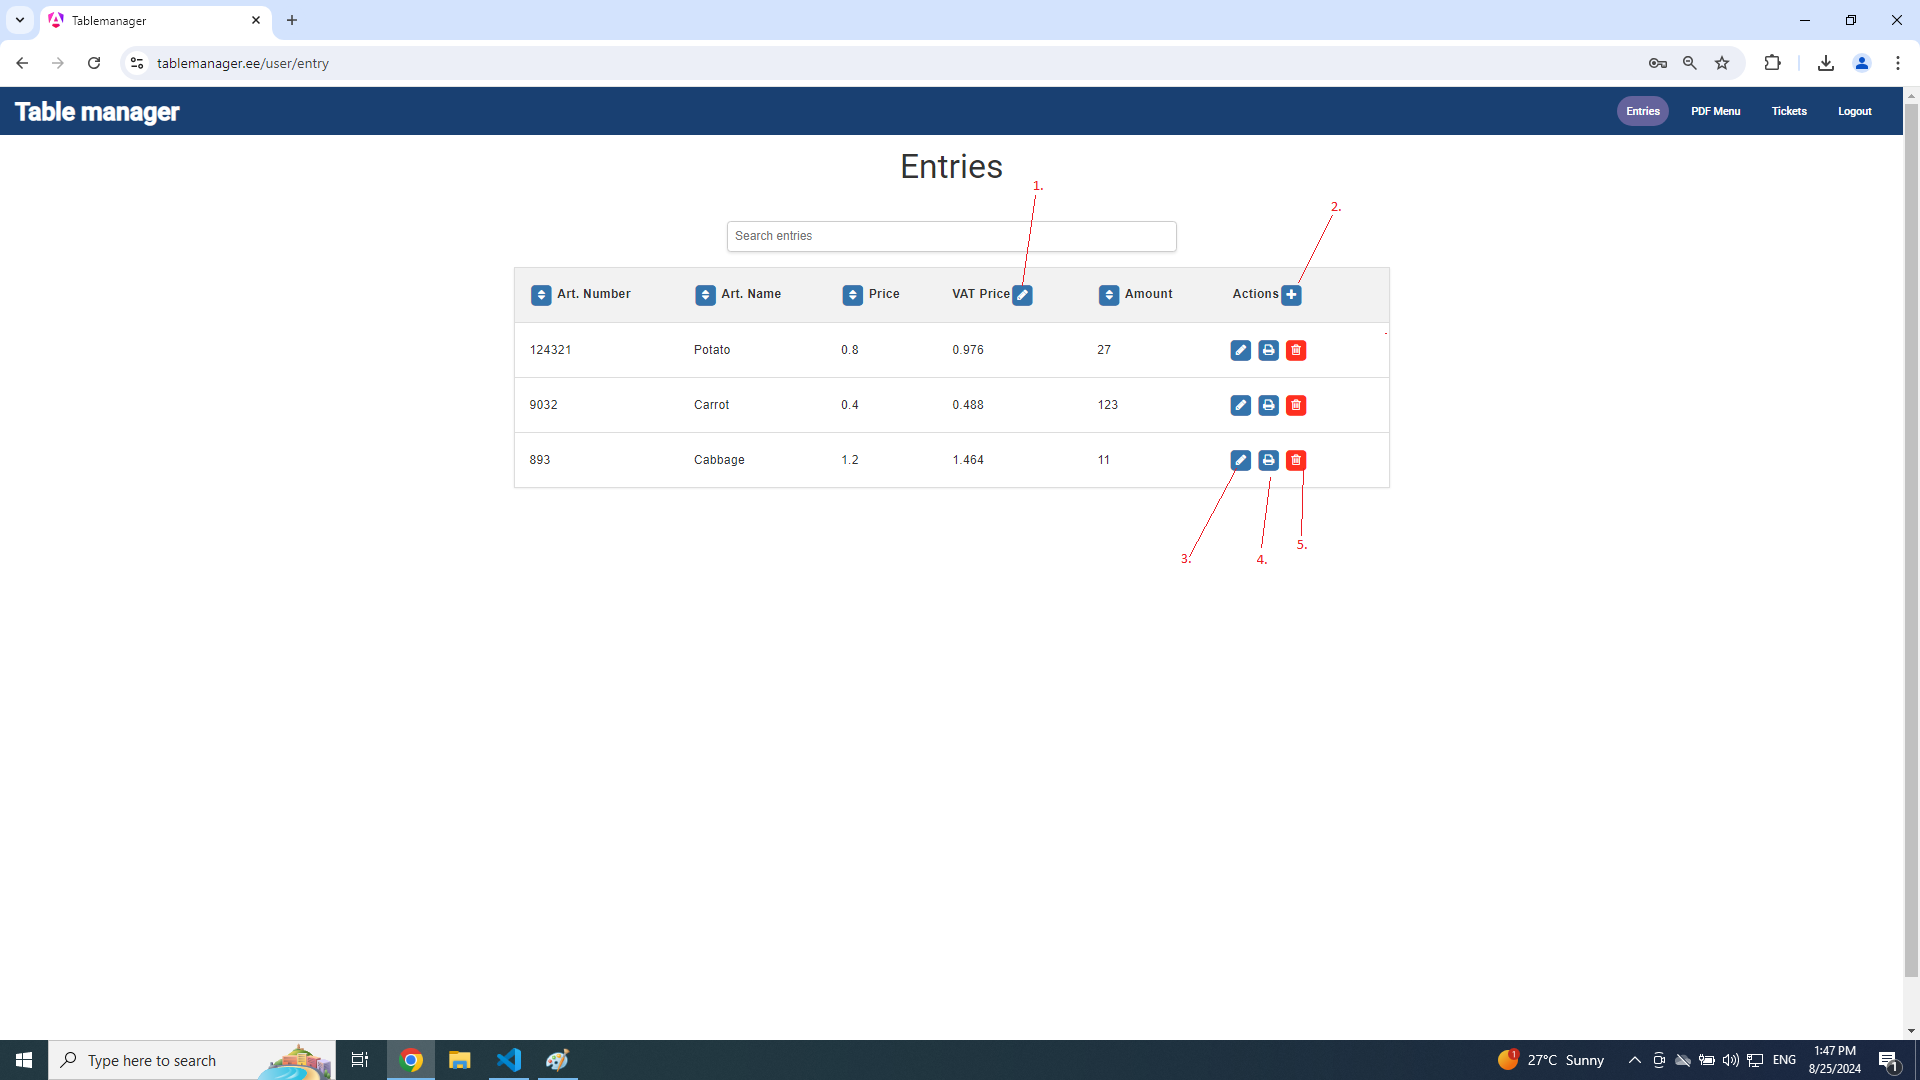 Tablemanager
tablemanager.ee/user/entry
Table manager
Entries PDF Menu Tickets Logout
Entries
1.
2.
Search entries
Art. Number Art. Name Price VAT Price Amount Actions
124321 Potato 0.8 0.976 27
9032 Carrot 0.4 0.488 123
893 Cabbage 1.2 1.464 11
3.
4.
5.
Type here to search
1
27°C Sunny
ENG
1:47 PM
8/25/2024
1